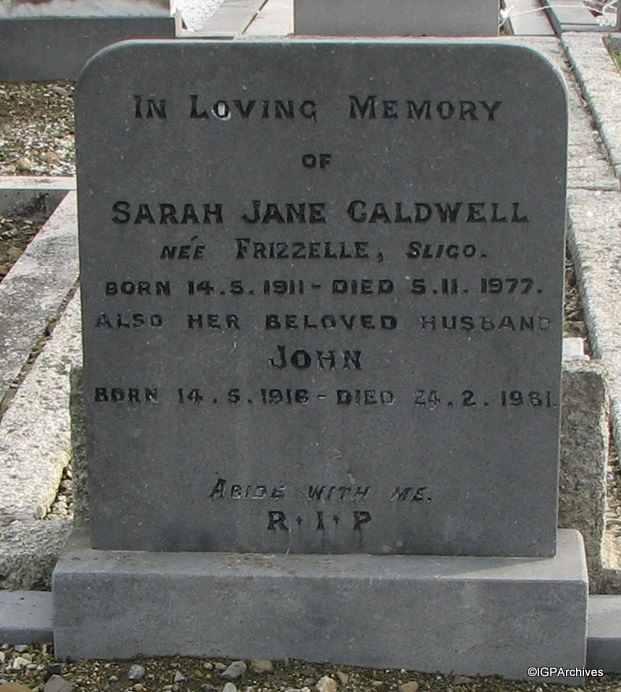 IN LOVING MEMORY
OF
SARAH JANE CALDWELL
NÉE FRIZZELLE, SLIGO.
BORN 14.5.1911 - DIED 5.11.1977.
ALSO HER BELOVED HUSBAND
JOHN
BORN 14.5.1916 - DIED 24.2.1981.
ABIDE WITH ME.
R·I·P
©IGPArchives